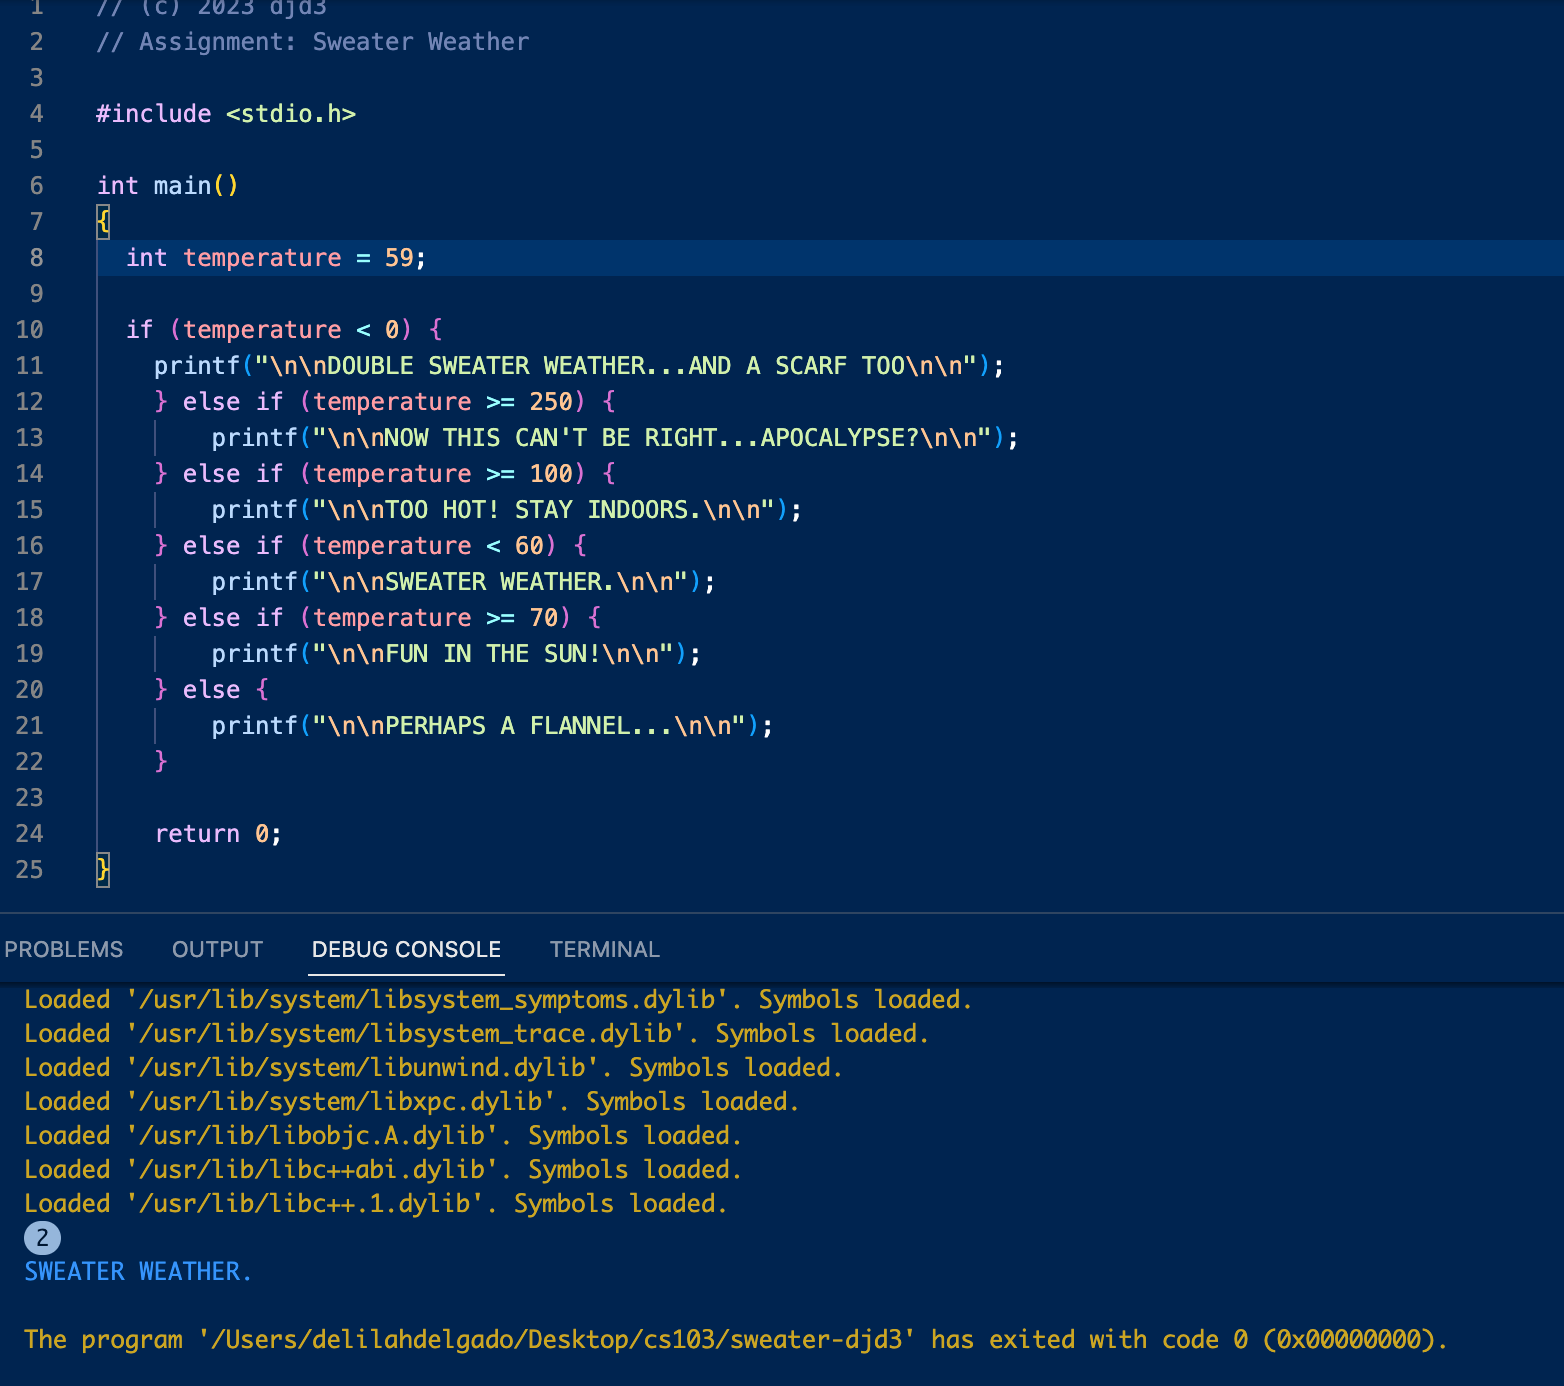 1 // (c) 2023 djd3
2 // Assignment: Sweater Weather
3
4 #include <stdio.h>
5
6 int main()
7 {
8   int temperature = 59;
9
10   if (temperature < 0) {
11     printf("\n\nDOUBLE SWEATER WEATHER...AND A SCARF TOO\n\n");
12     } else if (temperature >= 250) {
13         printf("\n\nNOW THIS CAN'T BE RIGHT...APOCALYPSE?\n\n");
14     } else if (temperature >= 100) {
15         printf("\n\nTOO HOT! STAY INDOORS.\n\n");
16     } else if (temperature < 60) {
17         printf("\n\nSWEATER WEATHER.\n\n");
18     } else if (temperature >= 70) {
19         printf("\n\nFUN IN THE SUN!\n\n");
20     } else {
21         printf("\n\nPERHAPS A FLANNEL...\n\n");
22     }
23
24     return 0;
25 }
PROBLEMS OUTPUT DEBUG CONSOLE TERMINAL
Loaded '/usr/lib/system/libsystem_symptoms.dylib'. Symbols loaded.
Loaded '/usr/lib/system/libsystem_trace.dylib'. Symbols loaded.
Loaded '/usr/lib/system/libunwind.dylib'. Symbols loaded.
Loaded '/usr/lib/system/libxpc.dylib'. Symbols loaded.
Loaded '/usr/lib/libobjc.A.dylib'. Symbols loaded.
Loaded '/usr/lib/libc++abi.dylib'. Symbols loaded.
Loaded '/usr/lib/libc++.1.dylib'. Symbols loaded.
2
SWEATER WEATHER.
The program '/Users/delilahdelgado/Desktop/cs103/sweater-djd3' has exited with code 0 (0x00000000).